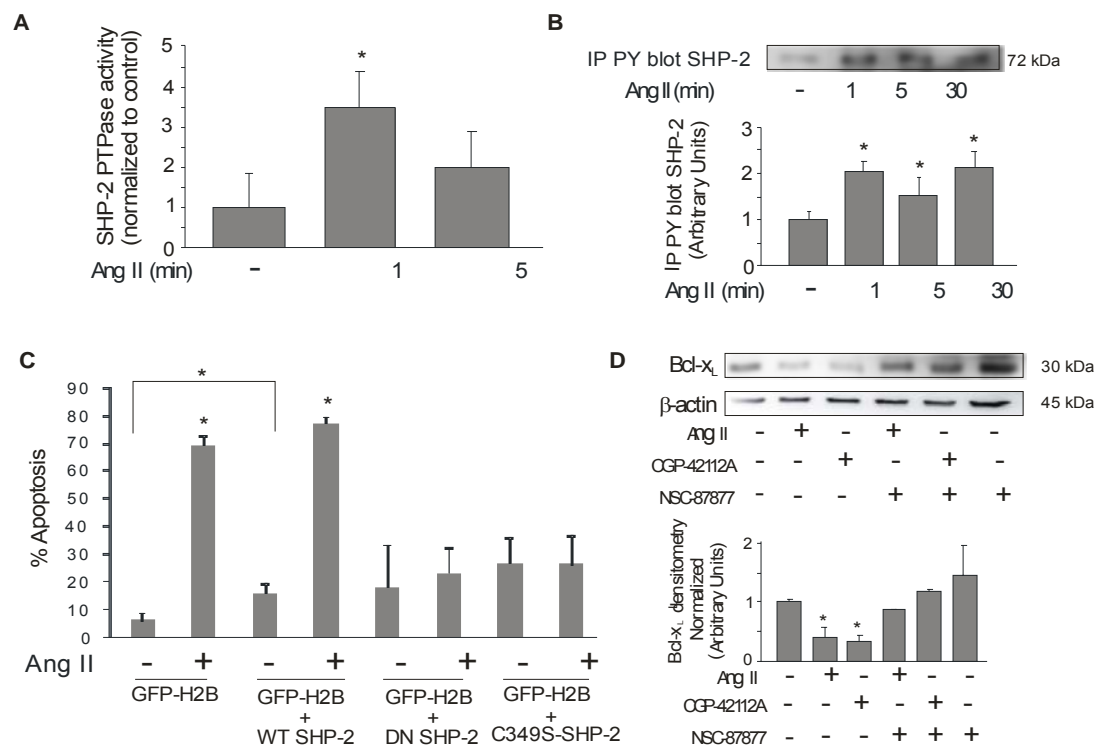 A
SHP-2 PTPase activity
(normalized to control)
5
4
3
2
1
0
*
Ang II (min)
– 1 5
B
IP PY blot SHP-2
72 kDa
Ang II (min)
– 1 5 30
IP PY blot SHP-2
(Arbitrary Units)
3
2
1
0
* * *
Ang II (min)
– 1 5 30
C
% Apoptosis
90
80
70
60
50
40
30
20
10
0
*
* *
Ang II - + - + - + - +
GFP-H2B
GFP-H2B
+
WT SHP-2
GFP-H2B
+
DN SHP-2
GFP-H2B
+
C349S-SHP-2
D
Bcl-xL
30 kDa
β-actin
45 kDa
Ang II - + - + - -
CGP-42112A - - + - + -
NSC-87877 - - - + + +
Bcl-xL densitometry
Normalized
(Arbitrary Units)
2
1
0
* *
Ang II - + - + - -
CGP-42112A - - + - + -
NSC-87877 - - - + + +